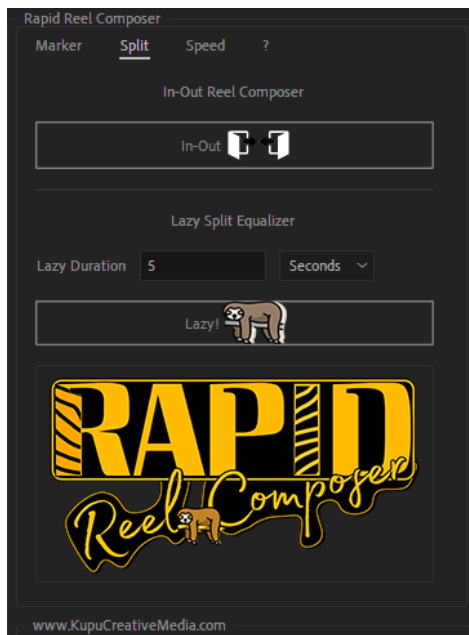 Rapid Reel Composer
Marker Split Speed ?
In-Out Reel Composer
In-Out
Lazy Split Equalizer
Lazy Duration 5 Seconds
Lazy!
RAPID
Reel Composer
www.KupuCreativeMedia.com